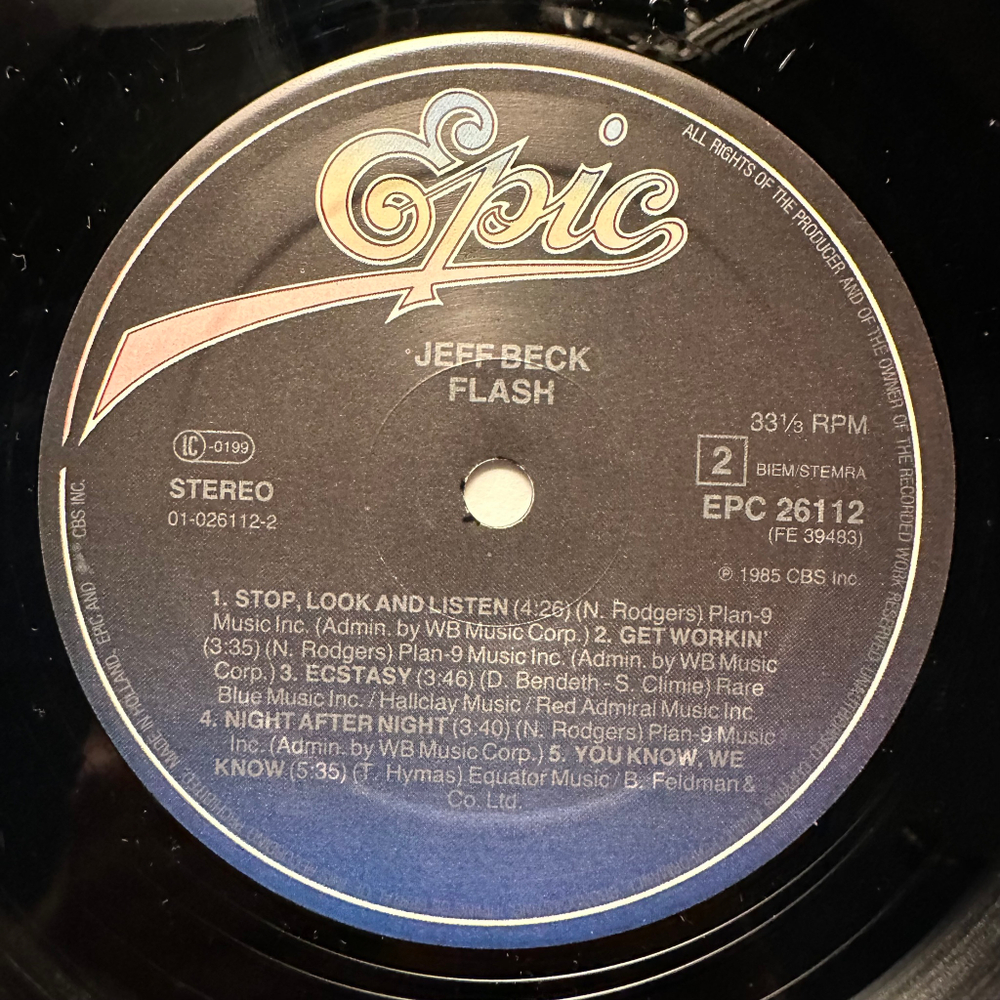 Epic
ALL RIGHTS OF THE PRODUCER AND OF THE OWNER OF THE RECORDED WORK RESERVED
JEFF BECK
FLASH
33⅓ RPM
LC-0199
2 BIEM/STEMRA
STEREO
EPC 26112
01-026112-2
(FE 39483)
℗ 1985 CBS Inc.
1. STOP, LOOK AND LISTEN (4:26) (N. Rodgers) Plan-9
Music Inc. (Admin. by WB Music Corp.) 2. GET WORKIN'
(3:35) (N. Rodgers) Plan-9 Music Inc. (Admin. by WB Music
Corp.) 3. ECSTASY (3:46) (D. Bendeth - S. Climie) Rare
Blue Music Inc. / Hallclay Music / Red Admiral Music Inc
4. NIGHT AFTER NIGHT (3:40) (N. Rodgers) Plan-9 Music
Inc. (Admin. by WB Music Corp.) 5. YOU KNOW, WE
KNOW (5:35) (T. Hymas) Equator Music / B. Feldman &
Co. Ltd.
MADE IN HOLLAND, EPIC AND CBS INC.